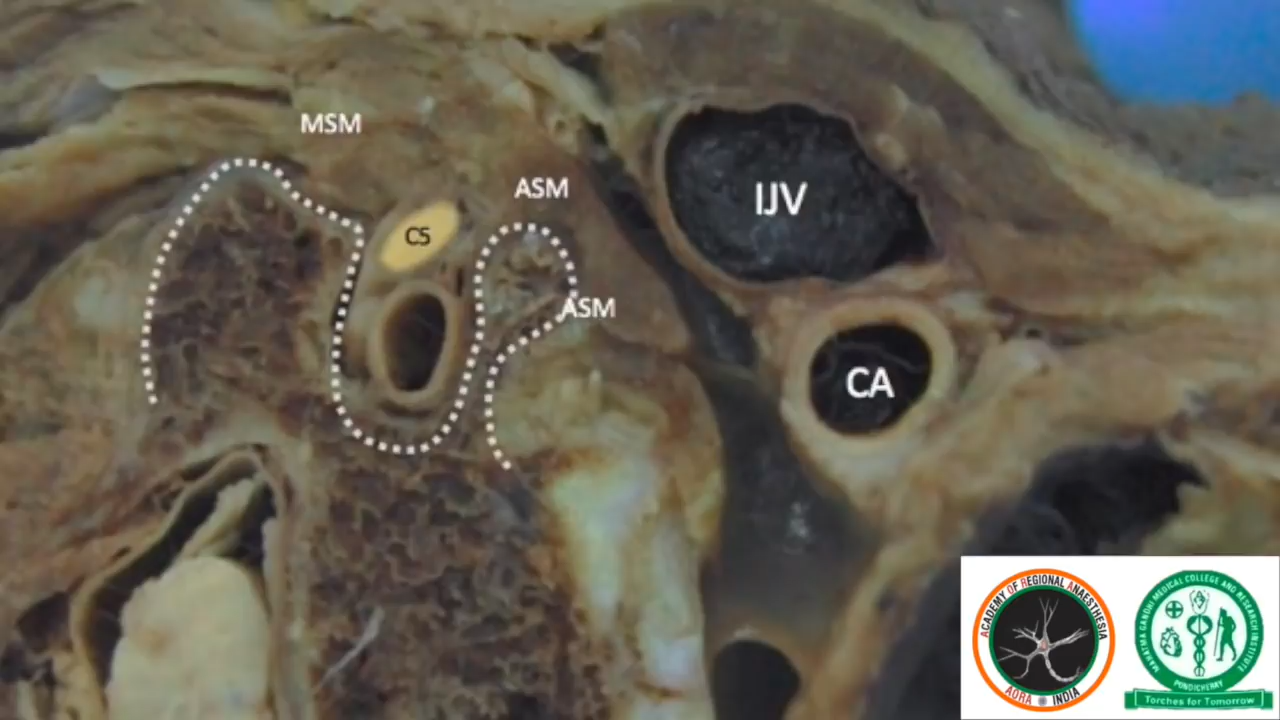 MSM
ASM
IJV
C5
ASM
CA
ACADEMY OF REGIONAL ANAESTHESIA
AORA INDIA
MAHATMA GANDHI MEDICAL COLLEGE AND RESEARCH INSTITUTE
PONDICHERRY
Torches for Tomorrow